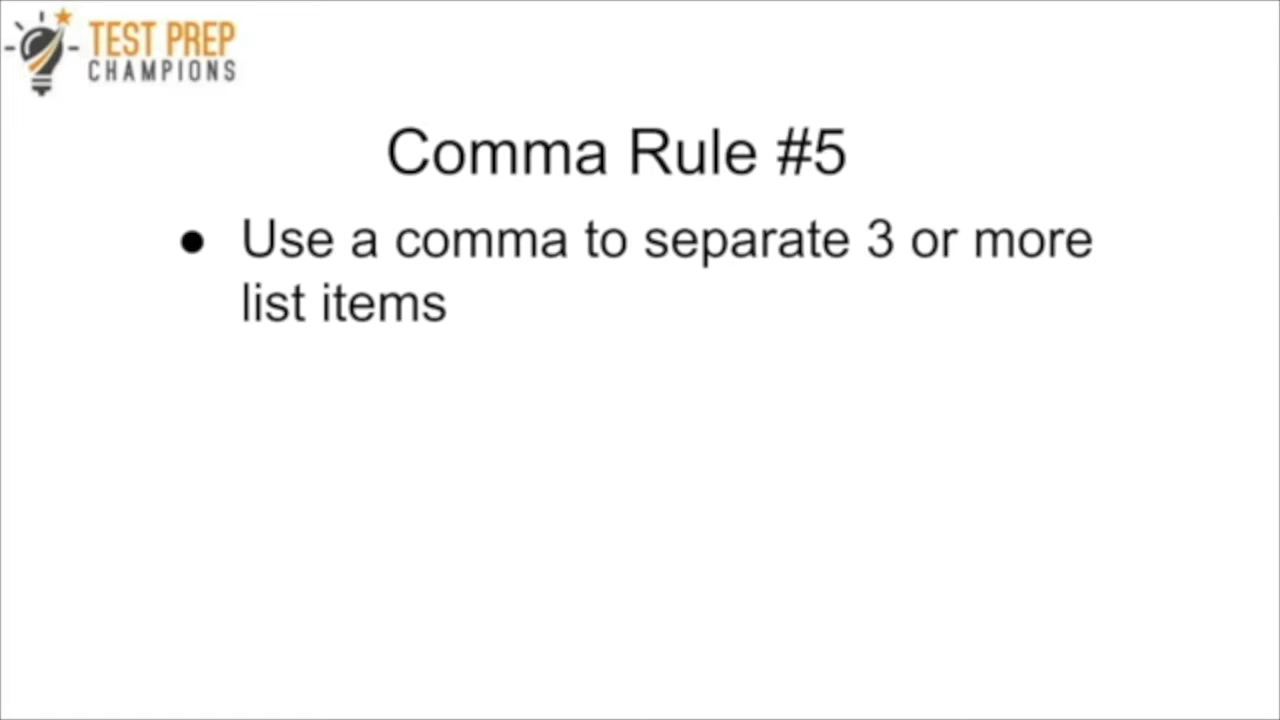 TEST PREP
CHAMPIONS
Comma Rule #5
● Use a comma to separate 3 or more
list items